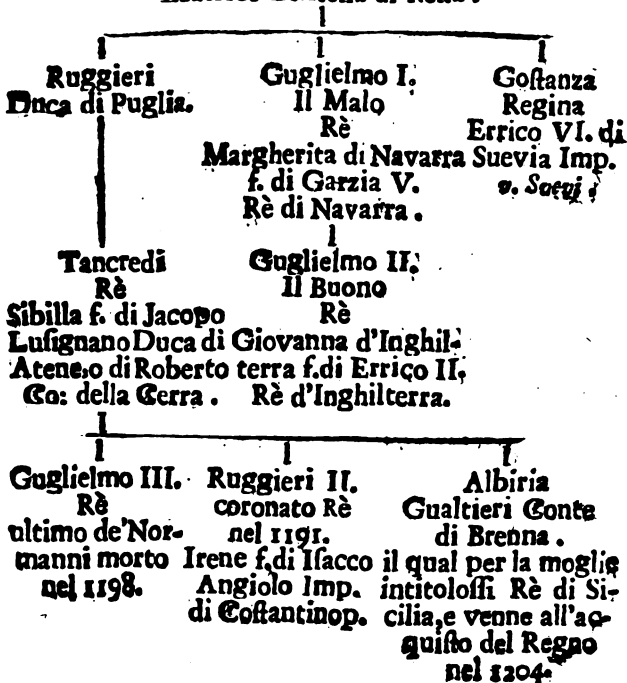 Ruggieri
Duca di Puglia.
Guglielmo I.
Il Malo
Rè
Margherita di Navarra
f. di Garzia V.
Rè di Navarra.
Goſtanza
Regina
Errico VI. di
Suevia Imp.
v. Suevi.
Tancredi
Rè
Sibilla f. di Jacopo
Luſignano Duca di
Atene, o di Roberto
Co: della Cerra.
Guglielmo II.
Il Buono
Rè
Giovanna d'Inghil-
terra f. di Errico II,
Rè d'Inghilterra.
Guglielmo III.
Rè
ultimo de'Nor-
manni morto
nel 1198.
Ruggieri II.
coronato Rè
nel 1191.
Irene f. di Iſacco
Angiolo Imp.
di Coſtantinop.
Albiria
Gualtieri Conte
di Brenna.
il qual per la moglie
intitoloſſi Rè di Si-
cilia, e venne all'ac-
quiſto del Regno
nel 1204.